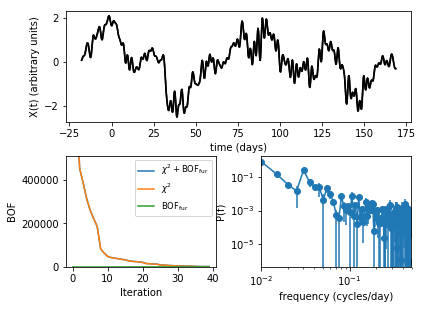 X(t) (arbitrary units)
2
0
−2
−25 0 25 50 75 100 125 150 175
time (days)
BOF
400000
200000
0
χ² + BOF_fur
χ²
BOF_fur
0 10 20 30 40
Iteration
P(f)
10⁻¹
10⁻³
10⁻⁵
10⁻² 10⁻¹
frequency (cycles/day)